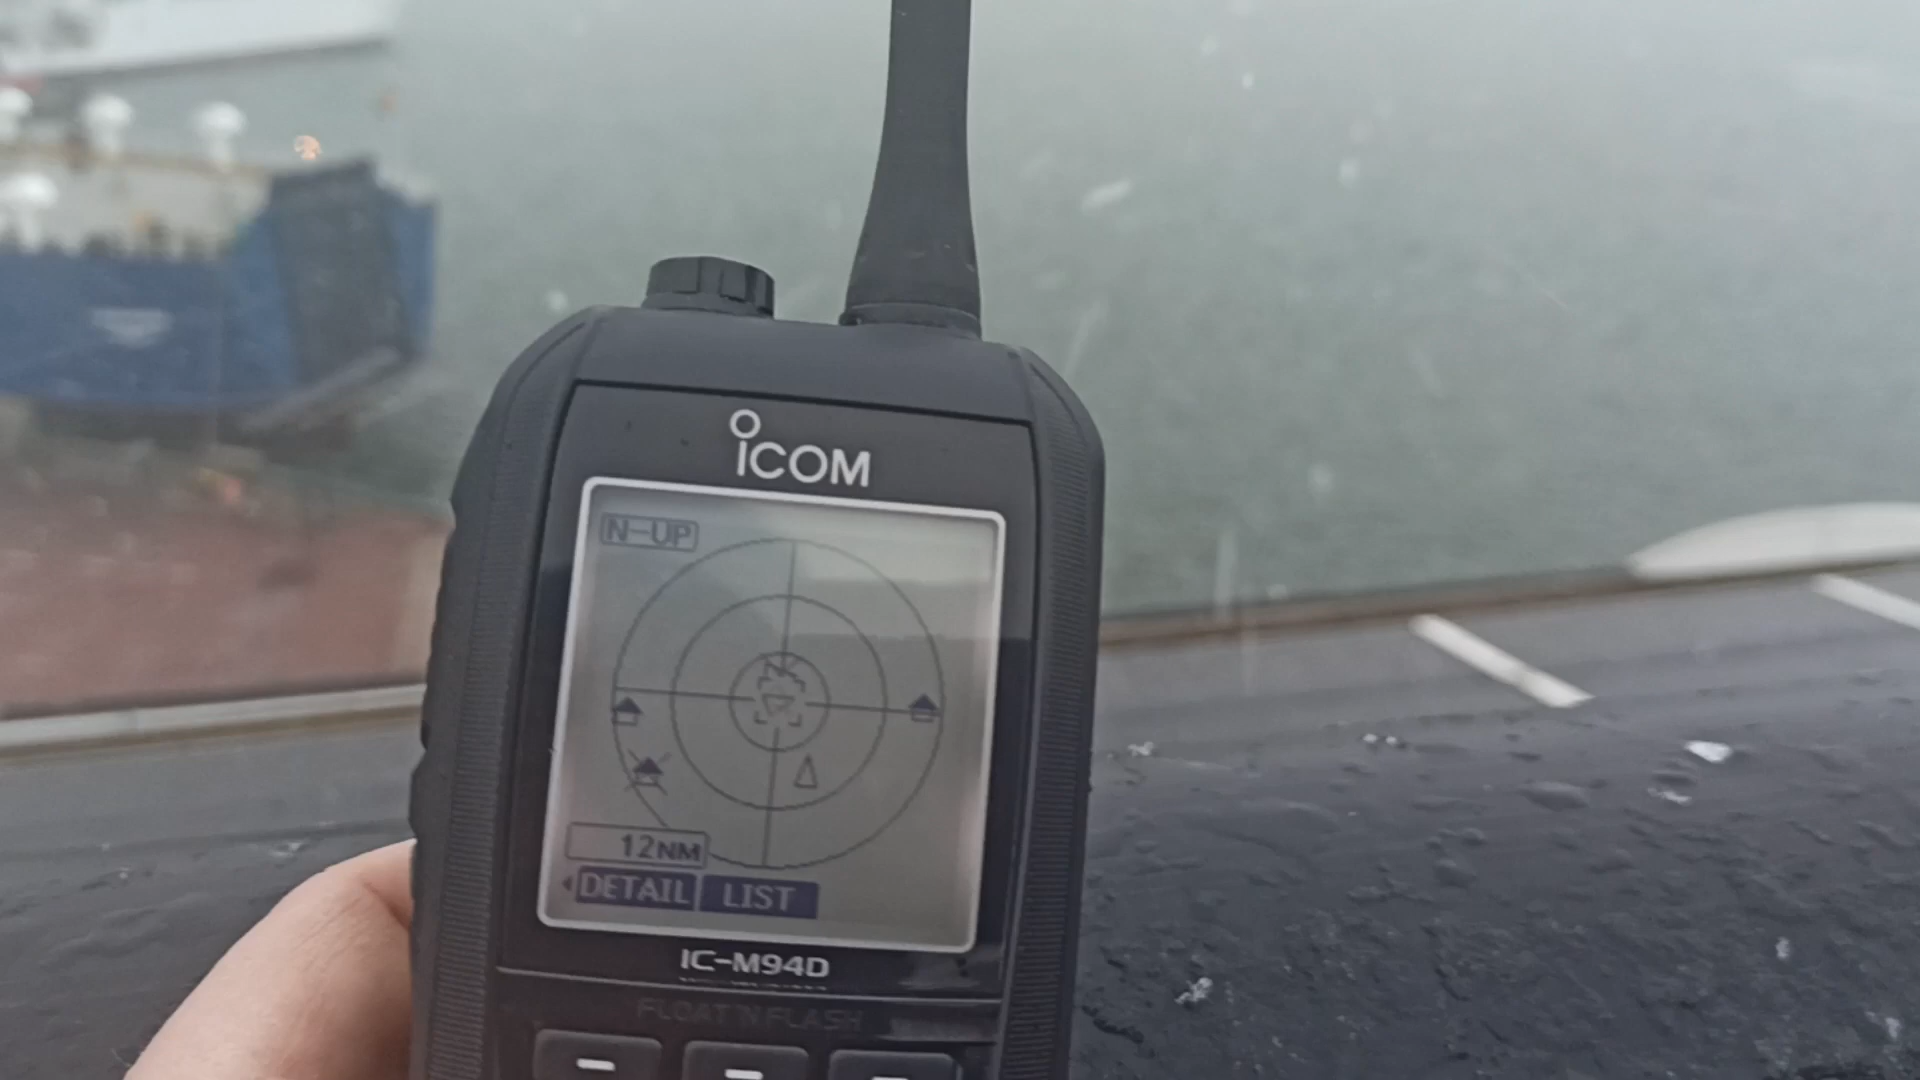 ICOM
N-UP
N
12NM
DETAIL LIST
IC-M94D
FLOAT'N FLASH